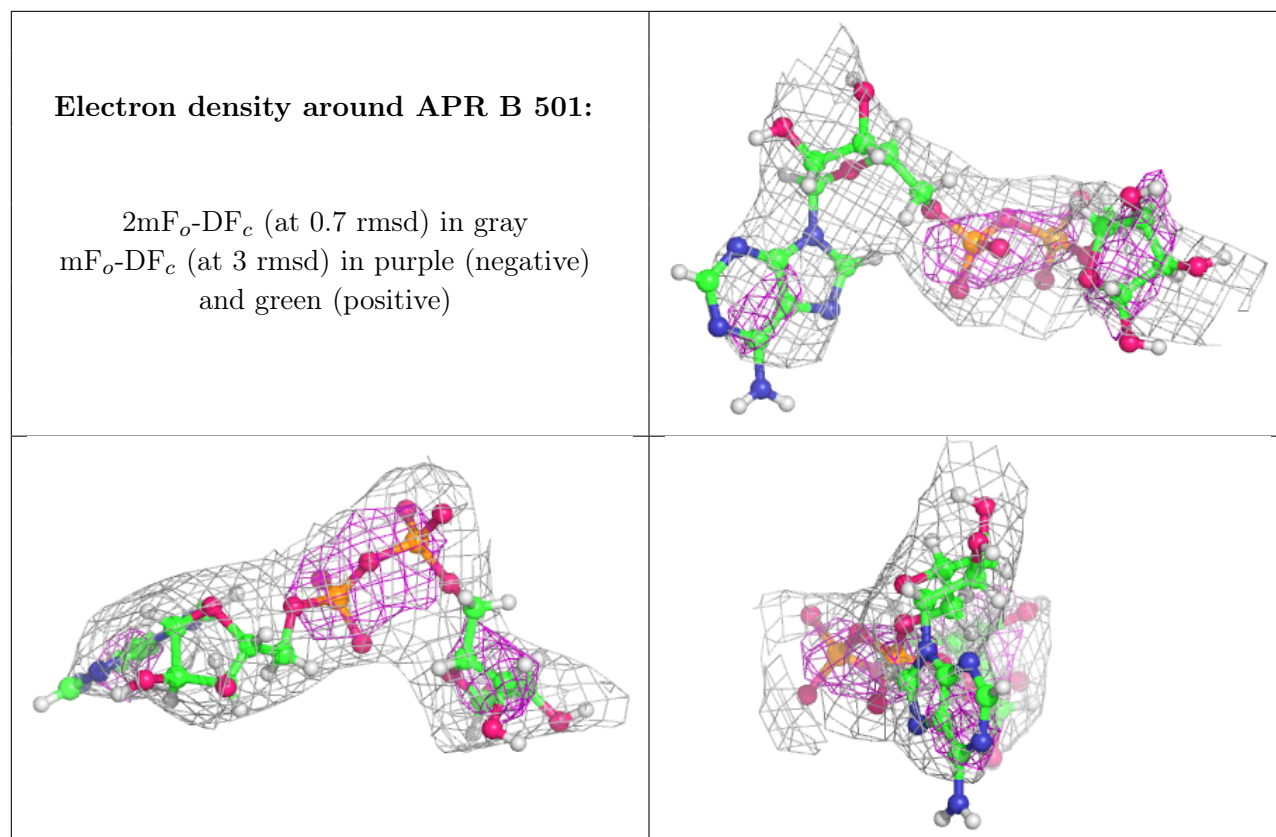 Electron density around APR B 501:
2mFo-DFc (at 0.7 rmsd) in gray
mFo-DFc (at 3 rmsd) in purple (negative)
and green (positive)